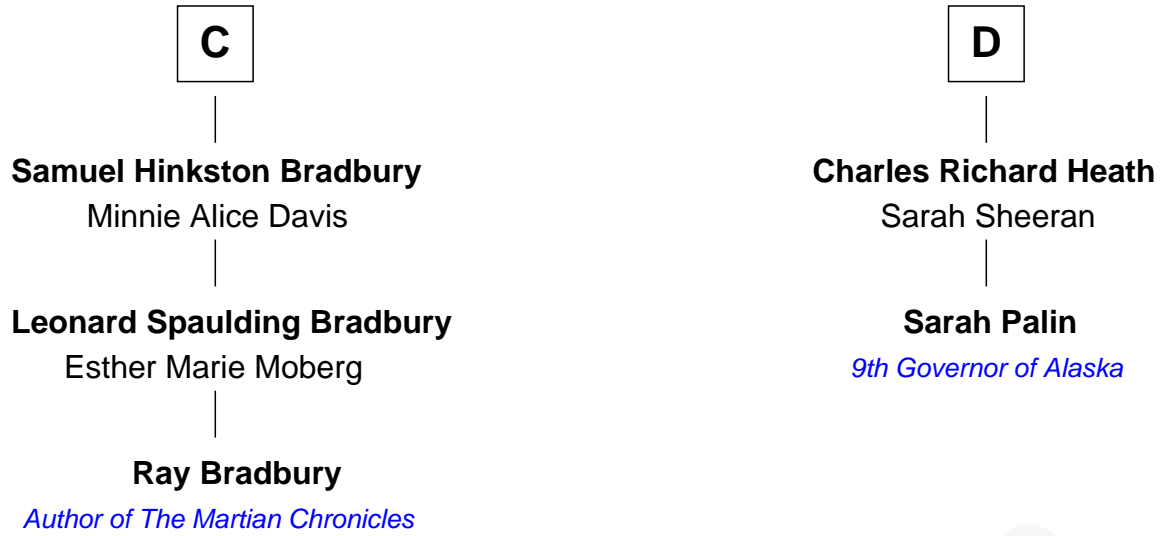 C
Samuel Hinkston Bradbury
Minnie Alice Davis
Leonard Spaulding Bradbury
Esther Marie Moberg
Ray Bradbury
Author of The Martian Chronicles
D
Charles Richard Heath
Sarah Sheeran
Sarah Palin
9th Governor of Alaska